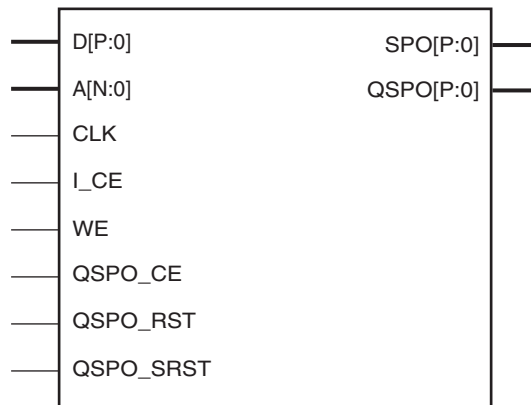 D[P:0]
SPO[P:0]
A[N:0]
QSPO[P:0]
CLK
I_CE
WE
QSPO_CE
QSPO_RST
QSPO_SRST